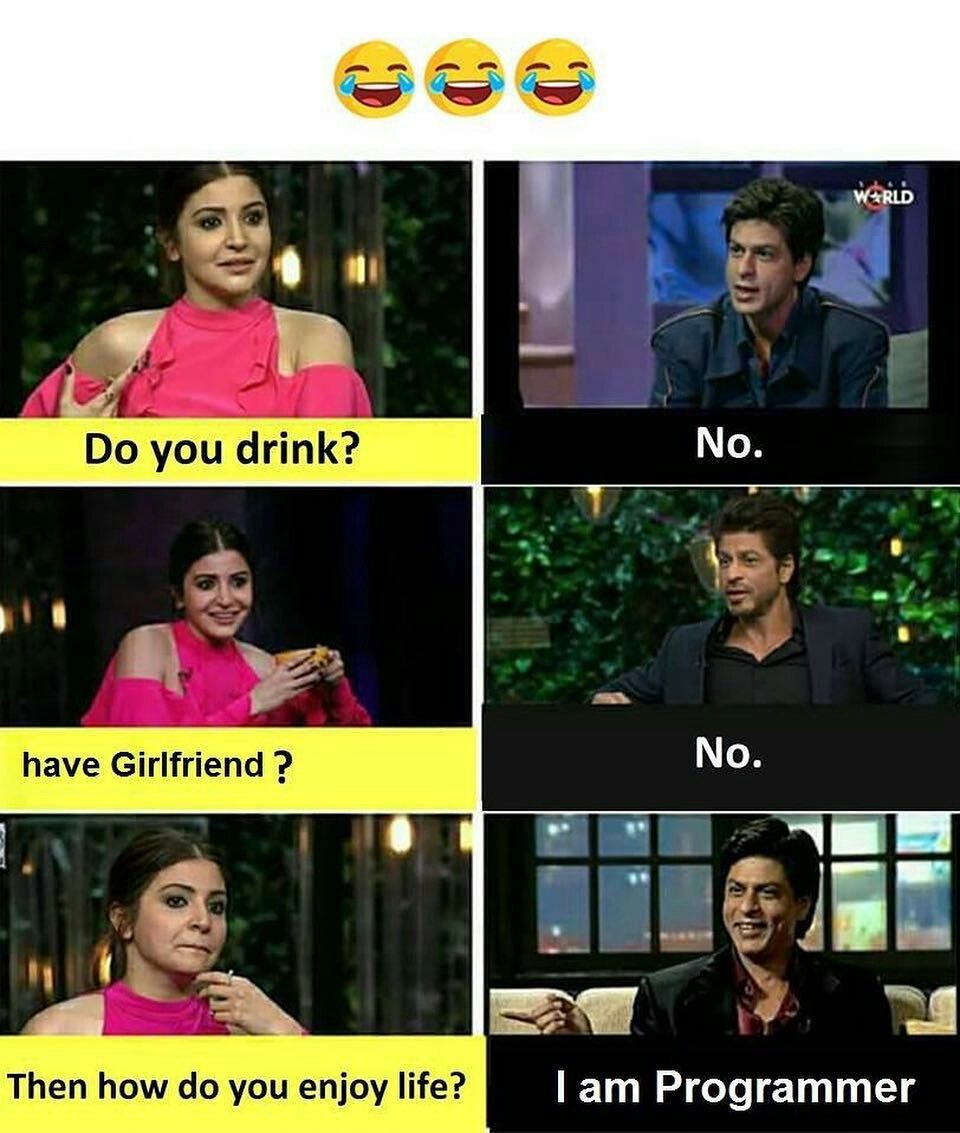 WORLD
Do you drink?
No.
have Girlfriend ?
No.
Then how do you enjoy life?
I am Programmer